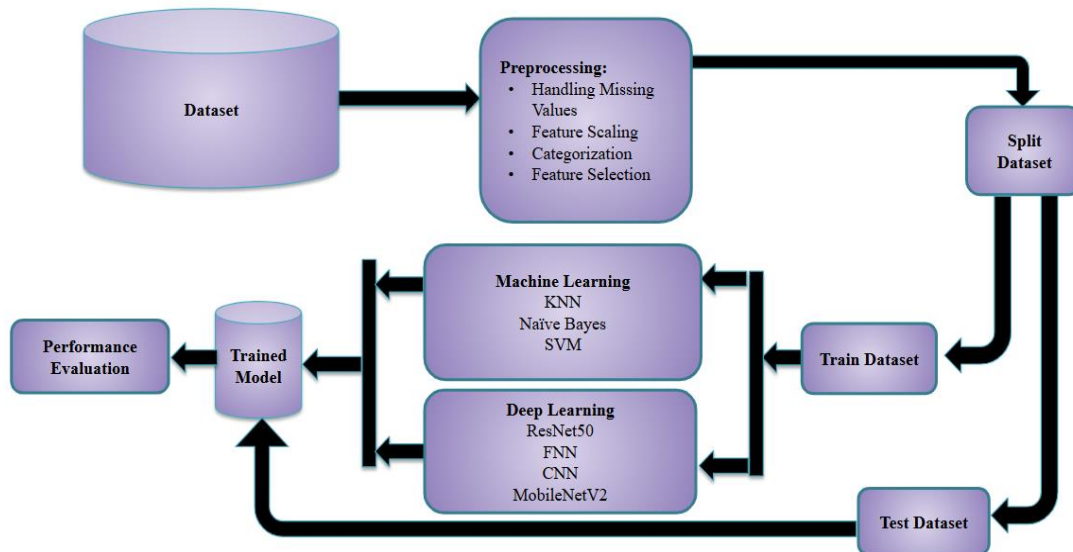 Dataset
Preprocessing:
• Handling Missing
Values
• Feature Scaling
• Categorization
• Feature Selection
Split
Dataset
Machine Learning
KNN
Naïve Bayes
SVM
Train Dataset
Trained
Model
Performance
Evaluation
Deep Learning
ResNet50
FNN
CNN
MobileNetV2
Test Dataset